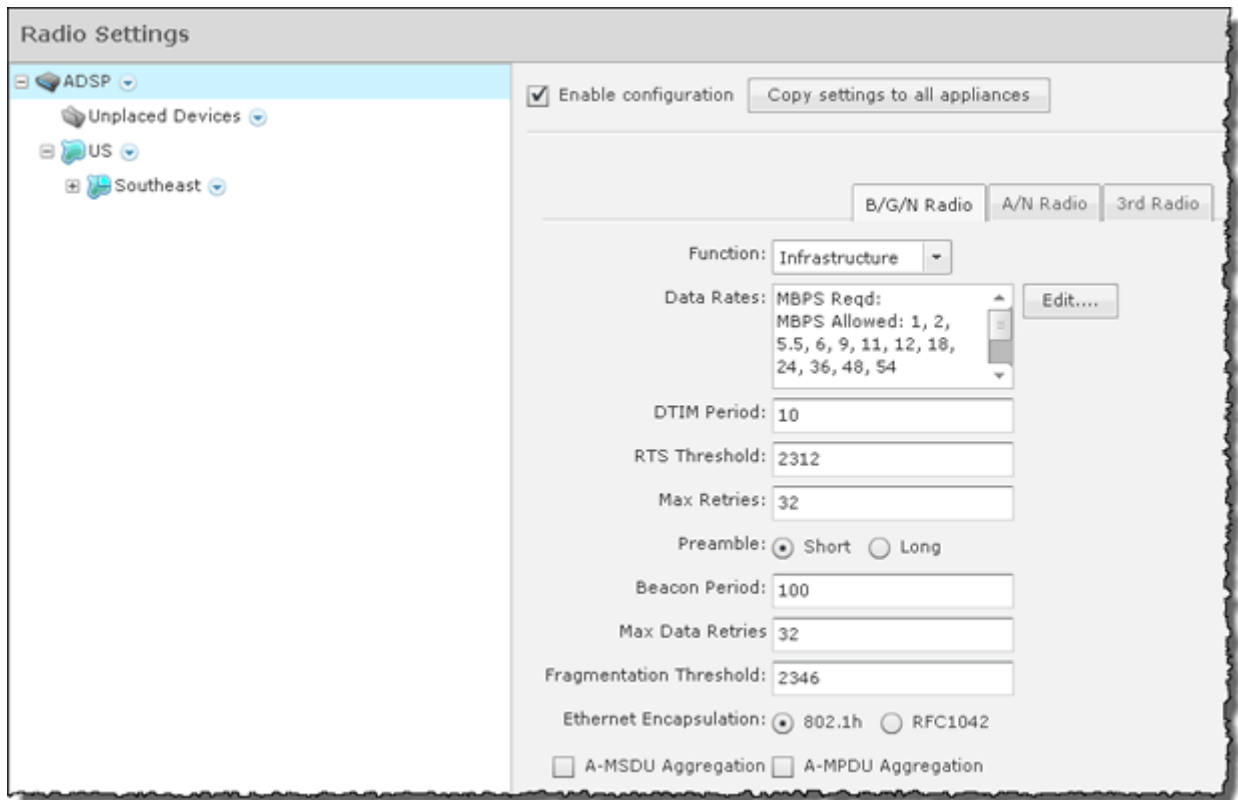 Radio Settings
ADSP
Unplaced Devices
US
Southeast
Enable configuration
Copy settings to all appliances
B/G/N Radio
A/N Radio
3rd Radio
Function: Infrastructure
Data Rates: MBPS Reqd:
MBPS Allowed: 1, 2,
5.5, 6, 9, 11, 12, 18,
24, 36, 48, 54
Edit....
DTIM Period: 10
RTS Threshold: 2312
Max Retries: 32
Preamble: Short Long
Beacon Period: 100
Max Data Retries 32
Fragmentation Threshold: 2346
Ethernet Encapsulation: 802.1h RFC1042
A-MSDU Aggregation A-MPDU Aggregation